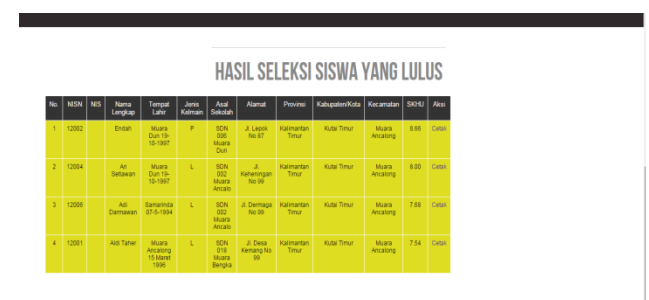 HASIL SELEKSI SISWA YANG LULUS
No. NISN NIS Nama Lengkap Tempat Lahir Jenis Kelmain Asal Sekolah Alamat Provinsi Kabupaten/Kota Kecamatan SKHU Aksi
1 12002 Endah Muara Dun 19-10-1997 P SDN 006 Muara Dun Jl. Lepok No 87 Kalimantan Timur Kutai Timur Muara Ancalong 8.66 Cetak
2 12004 Ari Setiawan Muara Dun 19-10-1997 L SDN 002 Muara Ancalo Jl. Keheningan No 99 Kalimantan Timur Kutai Timur Muara Ancalong 8.00 Cetak
3 12006 Adi Darmawan Samarinda 07-5-1994 L SDN 002 Muara Ancalo Jl. Dermaga No 99 Kalimantan Timur Kutai Timur Muara Ancalong 7.68 Cetak
4 12001 Aldi Taher Muara Ancalong 15 Maret 1996 L SDN 018 Muara Bengka Jl. Desa Kemang No 99 Kalimantan Timur Kutai Timur Muara Ancalong 7.54 Cetak